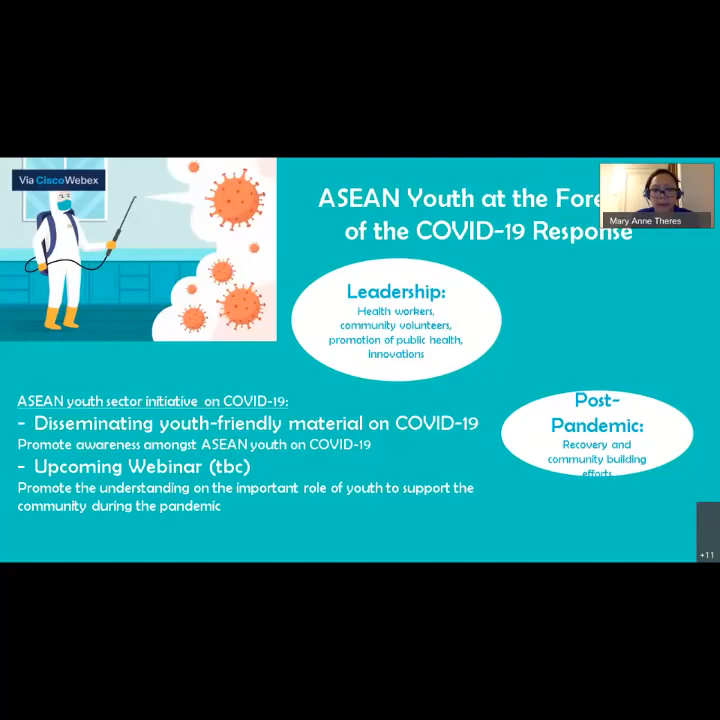 Via CiscoWebex
ASEAN Youth at the Fore
of the COVID-19 Response
Mary Anne Theres
Leadership:
Health workers,
community volunteers,
promotion of public health,
innovations
ASEAN youth sector initiative on COVID-19:
- Disseminating youth-friendly material on COVID-19
Promote awareness amongst ASEAN youth on COVID-19
- Upcoming Webinar (tbc)
Promote the understanding on the important role of youth to support the
community during the pandemic
Post-
Pandemic:
Recovery and
community building
efforts
+11